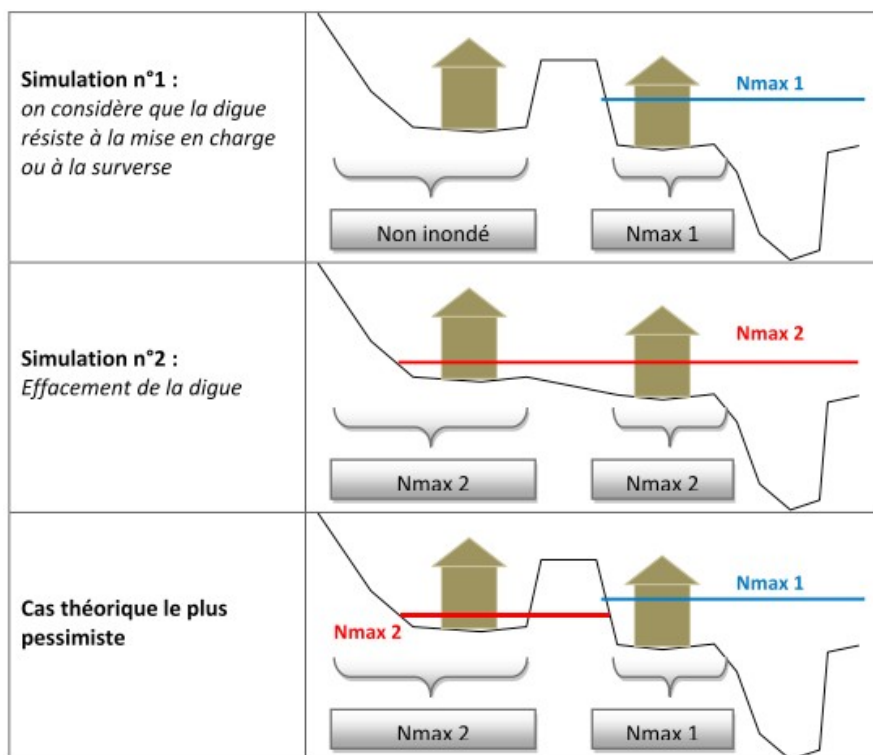 Simulation n°1 :
on considère que la digue
résiste à la mise en charge
ou à la surverse
Nmax 1
Non inondé
Nmax 1
Simulation n°2 :
Effacement de la digue
Nmax 2
Nmax 2
Nmax 2
Cas théorique le plus
pessimiste
Nmax 1
Nmax 2
Nmax 2
Nmax 1